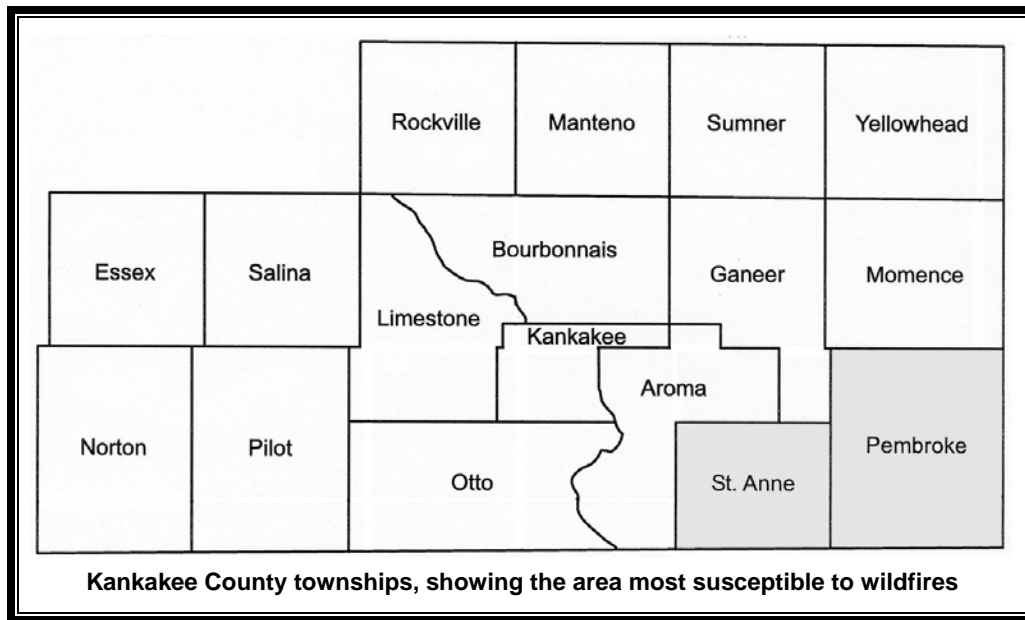 Rockville Manteno Sumner Yellowhead
Essex Salina Bourbonnais Ganeer Momence
Limestone
Kankakee
Aroma
Norton Pilot Otto St. Anne Pembroke
Kankakee County townships, showing the area most susceptible to wildfires